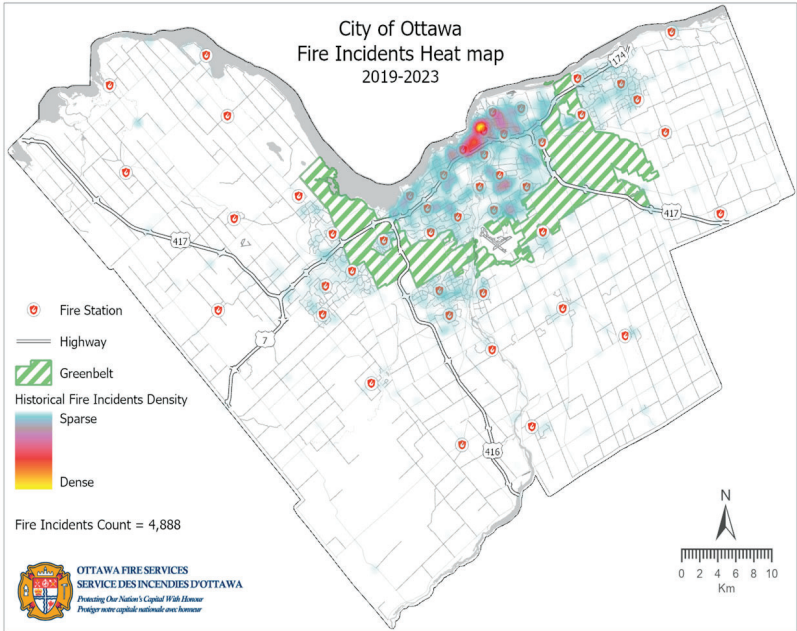 City of Ottawa
Fire Incidents Heat map
2019-2023
174
417
417
7
416
Fire Station
Highway
Greenbelt
Historical Fire Incidents Density
Sparse
Dense
Fire Incidents Count = 4,888
OTTAWA FIRE SERVICES
SERVICE DES INCENDIES D'OTTAWA
Protecting Our Nation's Capital With Honour
Protéger notre capitale nationale avec honneur
N
0 2 4 6 8 10
Km